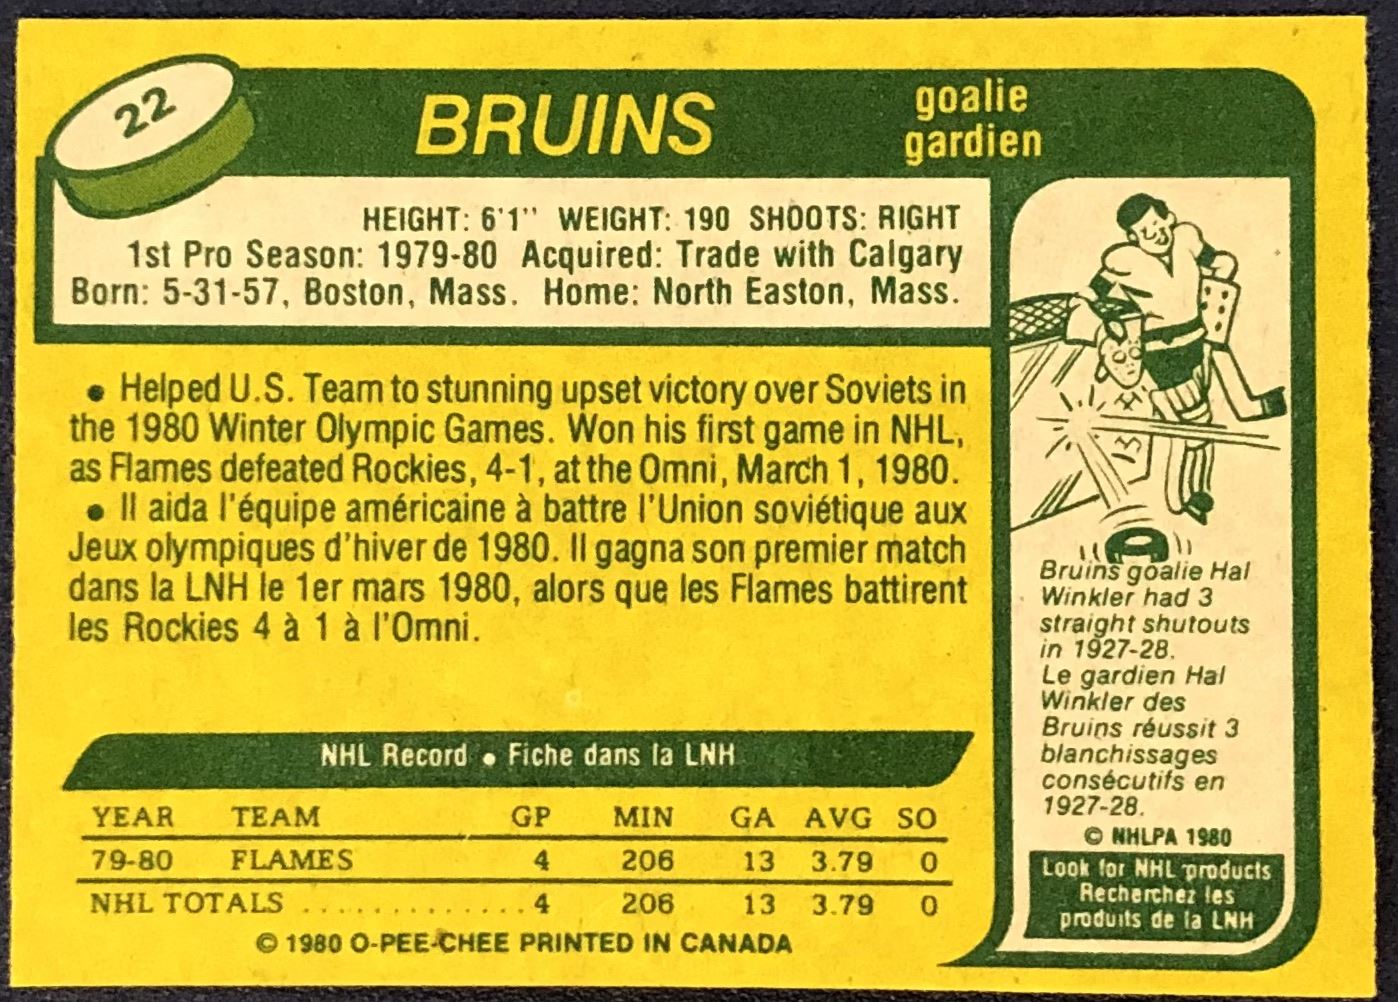 22
BRUINS
goalie
gardien
HEIGHT: 6'1" WEIGHT: 190 SHOOTS: RIGHT
1st Pro Season: 1979-80 Acquired: Trade with Calgary
Born: 5-31-57, Boston, Mass. Home: North Easton, Mass.
• Helped U.S. Team to stunning upset victory over Soviets in
the 1980 Winter Olympic Games. Won his first game in NHL,
as Flames defeated Rockies, 4-1, at the Omni, March 1, 1980.
• Il aida l'équipe américaine à battre l'Union soviétique aux
Jeux olympiques d'hiver de 1980. Il gagna son premier match
dans la LNH le 1er mars 1980, alors que les Flames battirent
les Rockies 4 à 1 à l'Omni.
NHL Record • Fiche dans la LNH
YEAR TEAM GP MIN GA AVG SO
79-80 FLAMES 4 206 13 3.79 0
NHL TOTALS .............. 4 206 13 3.79 0
© 1980 O-PEE-CHEE PRINTED IN CANADA
Bruins goalie Hal
Winkler had 3
straight shutouts
in 1927-28.
Le gardien Hal
Winkler des
Bruins réussit 3
blanchissages
consécutifs en
1927-28.
© NHLPA 1980
Look for NHL products
Recherchez les
produits de la LNH